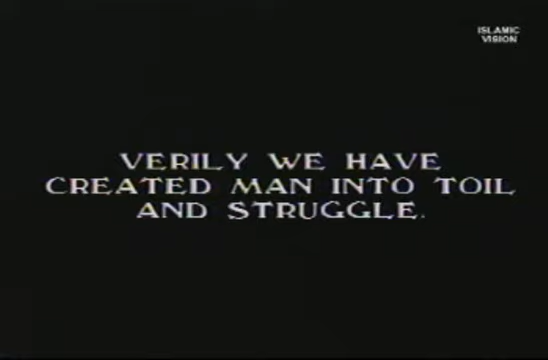 ISLAMIC
VISION
VERILY WE HAVE
CREATED MAN INTO TOIL
AND STRUGGLE.